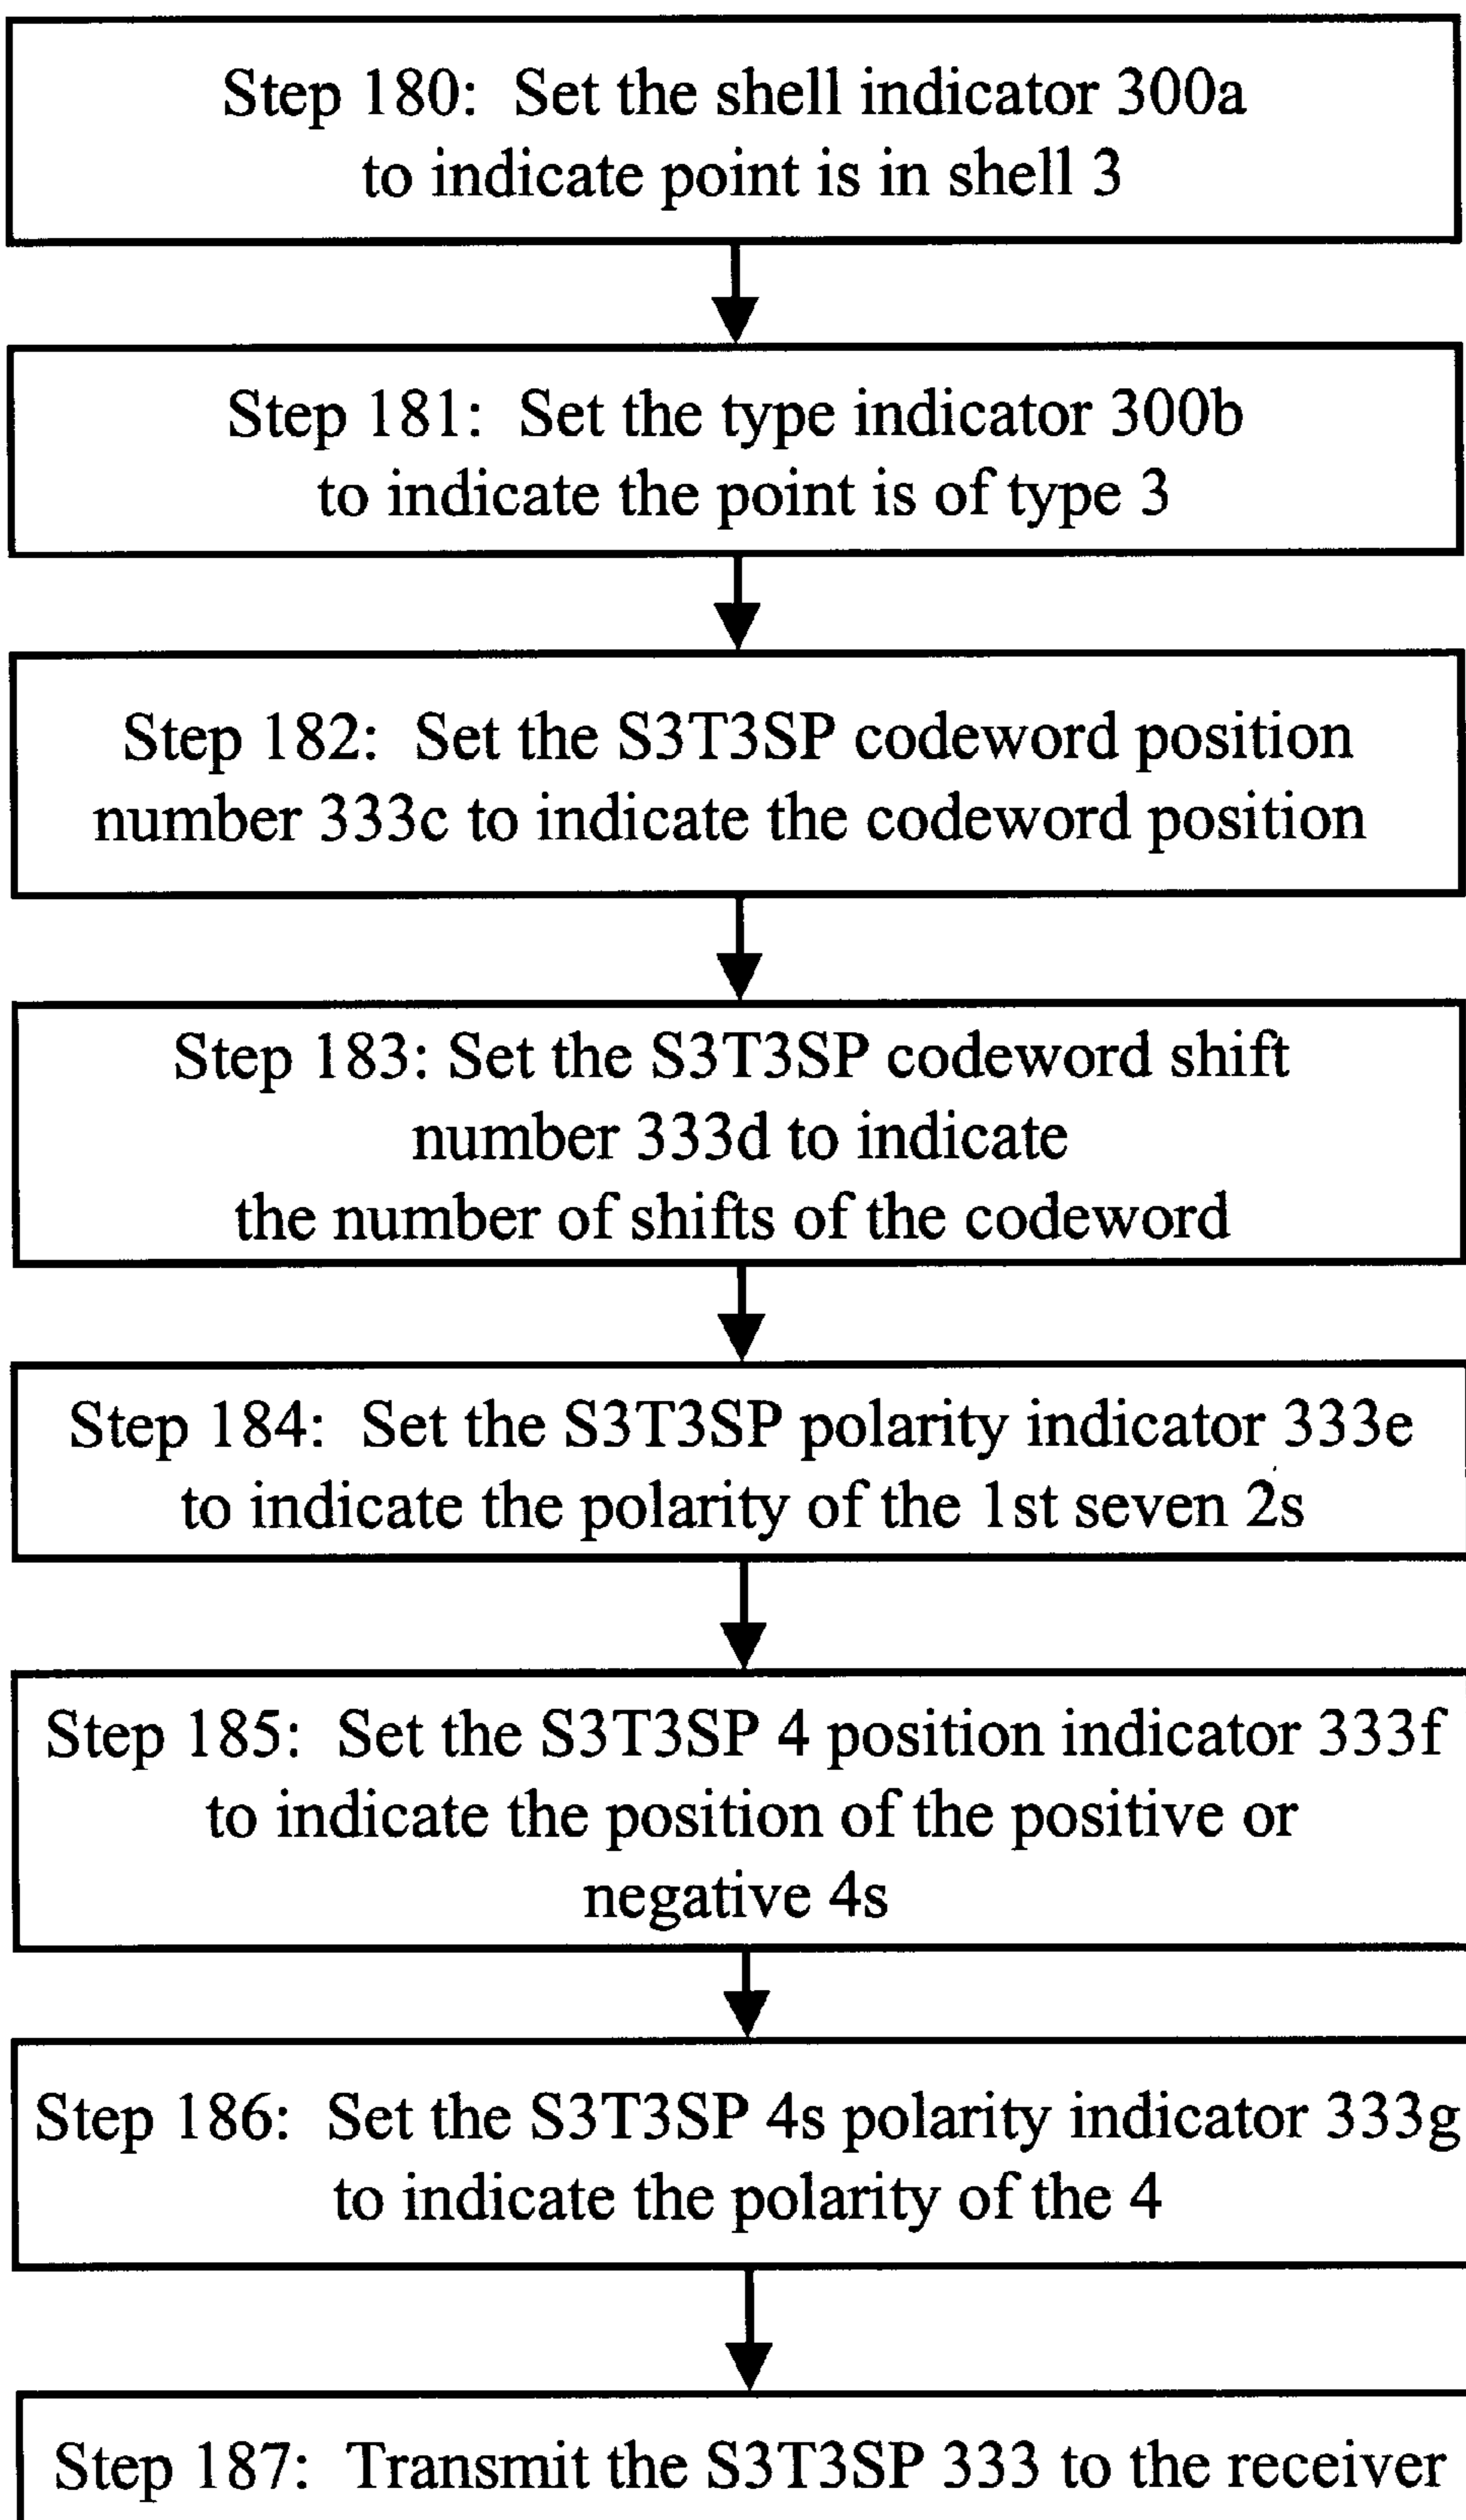 Step 180: Set the shell indicator 300a
to indicate point is in shell 3
Step 181: Set the type indicator 300b
to indicate the point is of type 3
Step 182: Set the S3T3SP codeword position
number 333c to indicate the codeword position
Step 183: Set the S3T3SP codeword shift
number 333d to indicate
the number of shifts of the codeword
Step 184: Set the S3T3SP polarity indicator 333e
to indicate the polarity of the 1st seven 2s
Step 185: Set the S3T3SP 4 position indicator 333f
to indicate the position of the positive or
negative 4s
Step 186: Set the S3T3SP 4s polarity indicator 333g
to indicate the polarity of the 4
Step 187: Transmit the S3T3SP 333 to the receiver